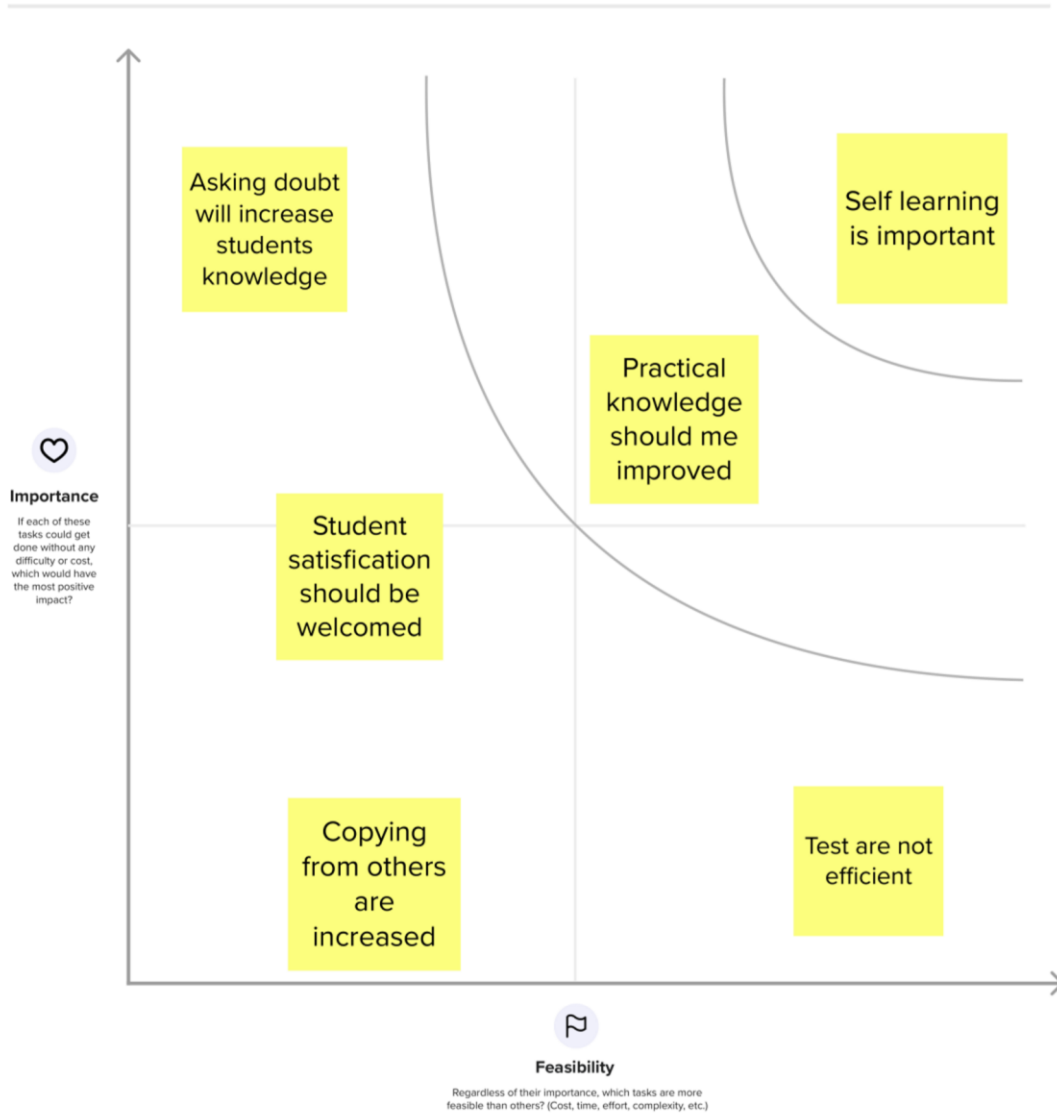 Asking doubt
will increase
students
knowledge
Self learning
is important
Practical
knowledge
should me
improved
Importance
If each of these
tasks could get
done without any
difficulty or cost,
which would have
the most positive
impact?
Student
satisfication
should be
welcomed
Copying
from others
are
increased
Test are not
efficient
Feasibility
Regardless of their importance, which tasks are more
feasible than others? (Cost, time, effort, complexity, etc.)